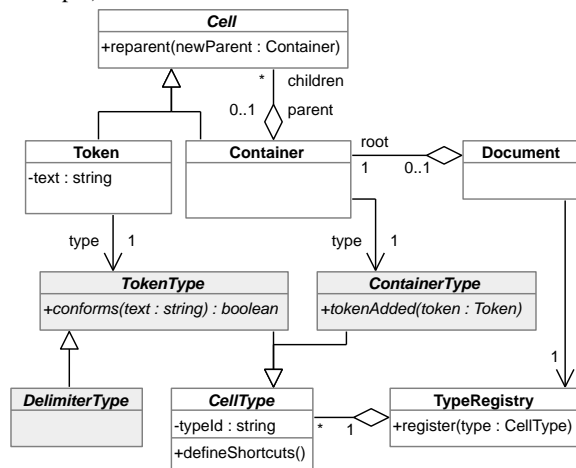 Cell
+reparent(newParent : Container)
* children
0..1 parent
Token
-text : string
Container
root
1 0..1
Document
type 1
type 1
TokenType
+conforms(text : string) : boolean
ContainerType
+tokenAdded(token : Token)
1
DelimiterType
CellType
-typeId : string
+defineShortcuts()
* 1
TypeRegistry
+register(type : CellType)